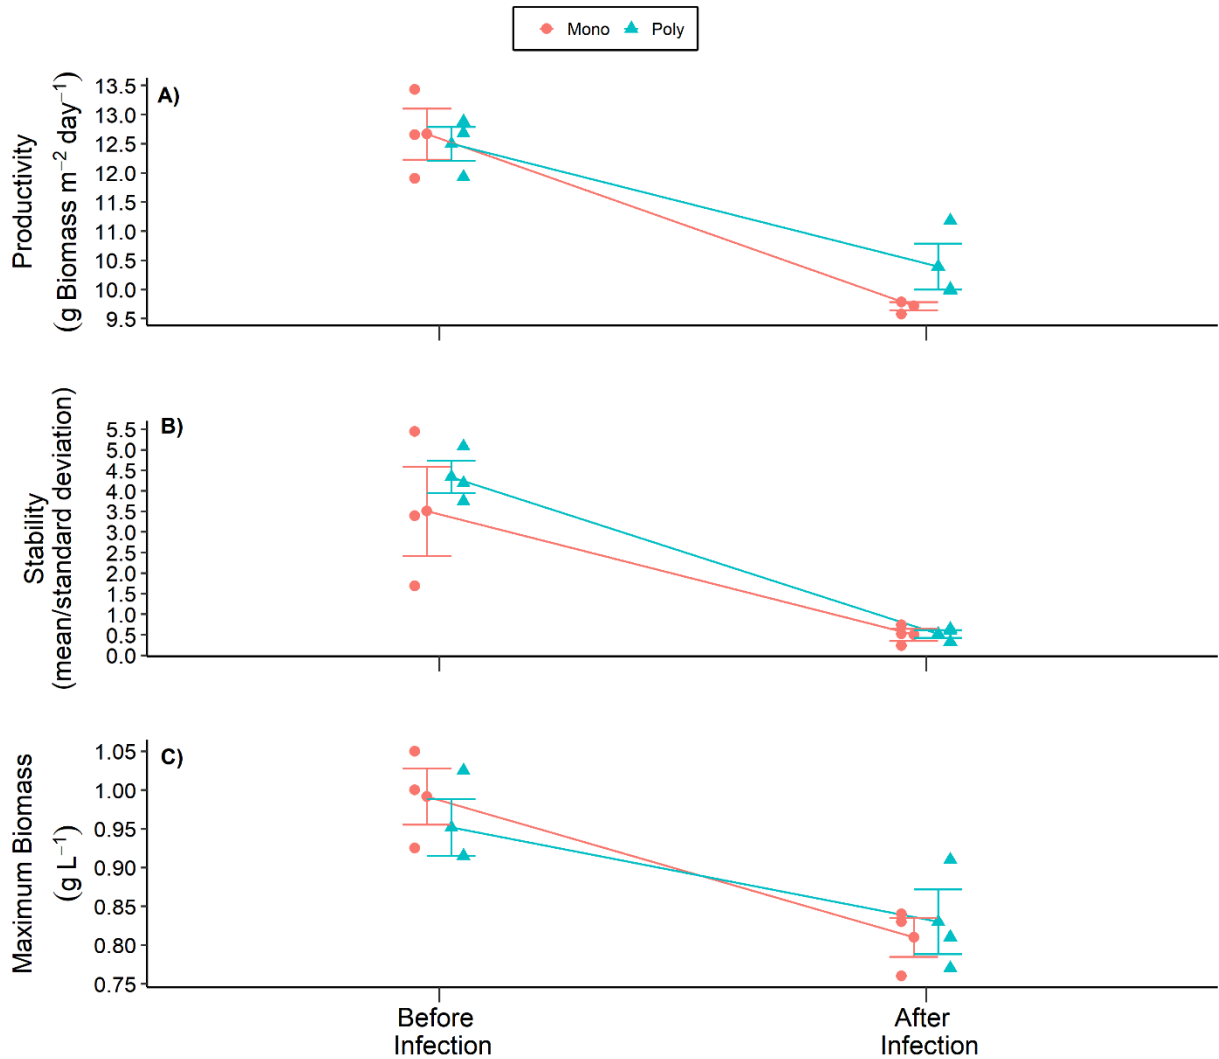 Mono Poly
A)
Productivity
(g Biomass m⁻² day⁻¹)
13.5
13.0
12.5
12.0
11.5
11.0
10.5
10.0
9.5
B)
Stability
(mean/standard deviation)
5.5
5.0
4.5
4.0
3.5
3.0
2.5
2.0
1.5
1.0
0.5
0.0
C)
Maximum Biomass
(g L⁻¹)
1.05
1.00
0.95
0.90
0.85
0.80
0.75
Before
Infection
After
Infection